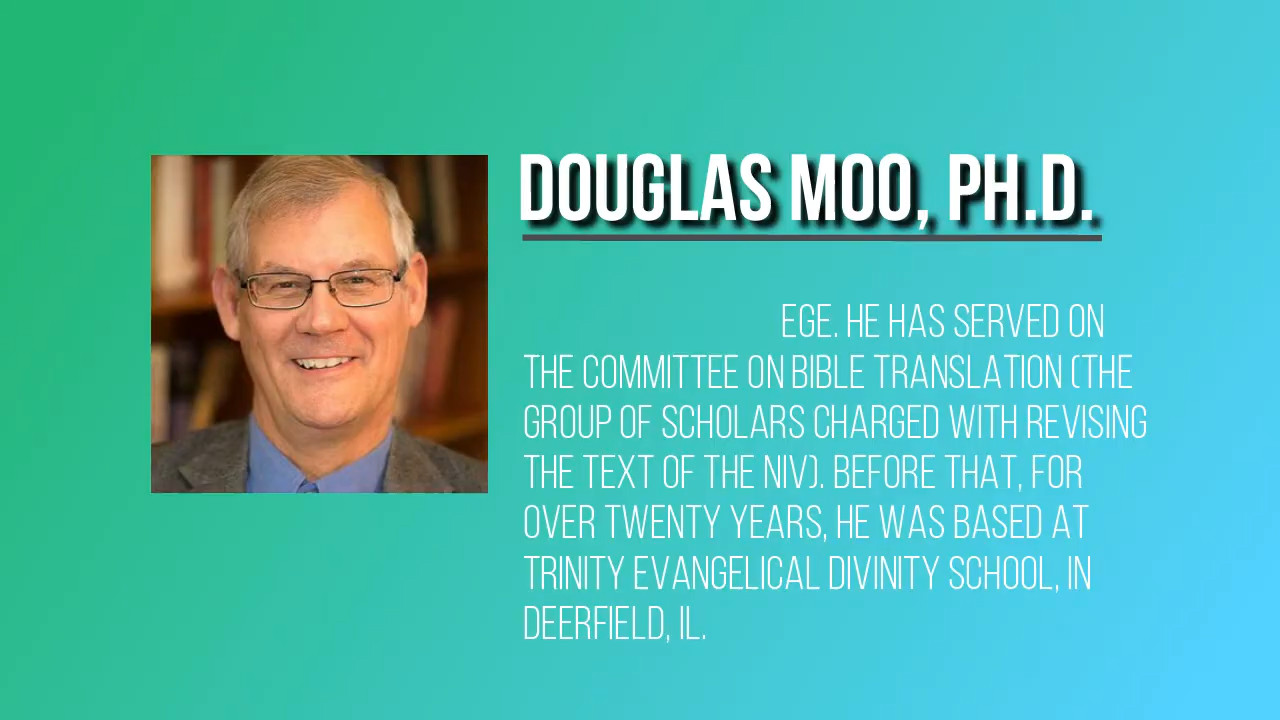 DOUGLAS MOO, PH.D.
EGE. HE HAS SERVED ON
THE COMMITTEE ON BIBLE TRANSLATION (THE
GROUP OF SCHOLARS CHARGED WITH REVISING
THE TEXT OF THE NIV). BEFORE THAT, FOR
OVER TWENTY YEARS, HE WAS BASED AT
TRINITY EVANGELICAL DIVINITY SCHOOL, IN
DEERFIELD, IL.